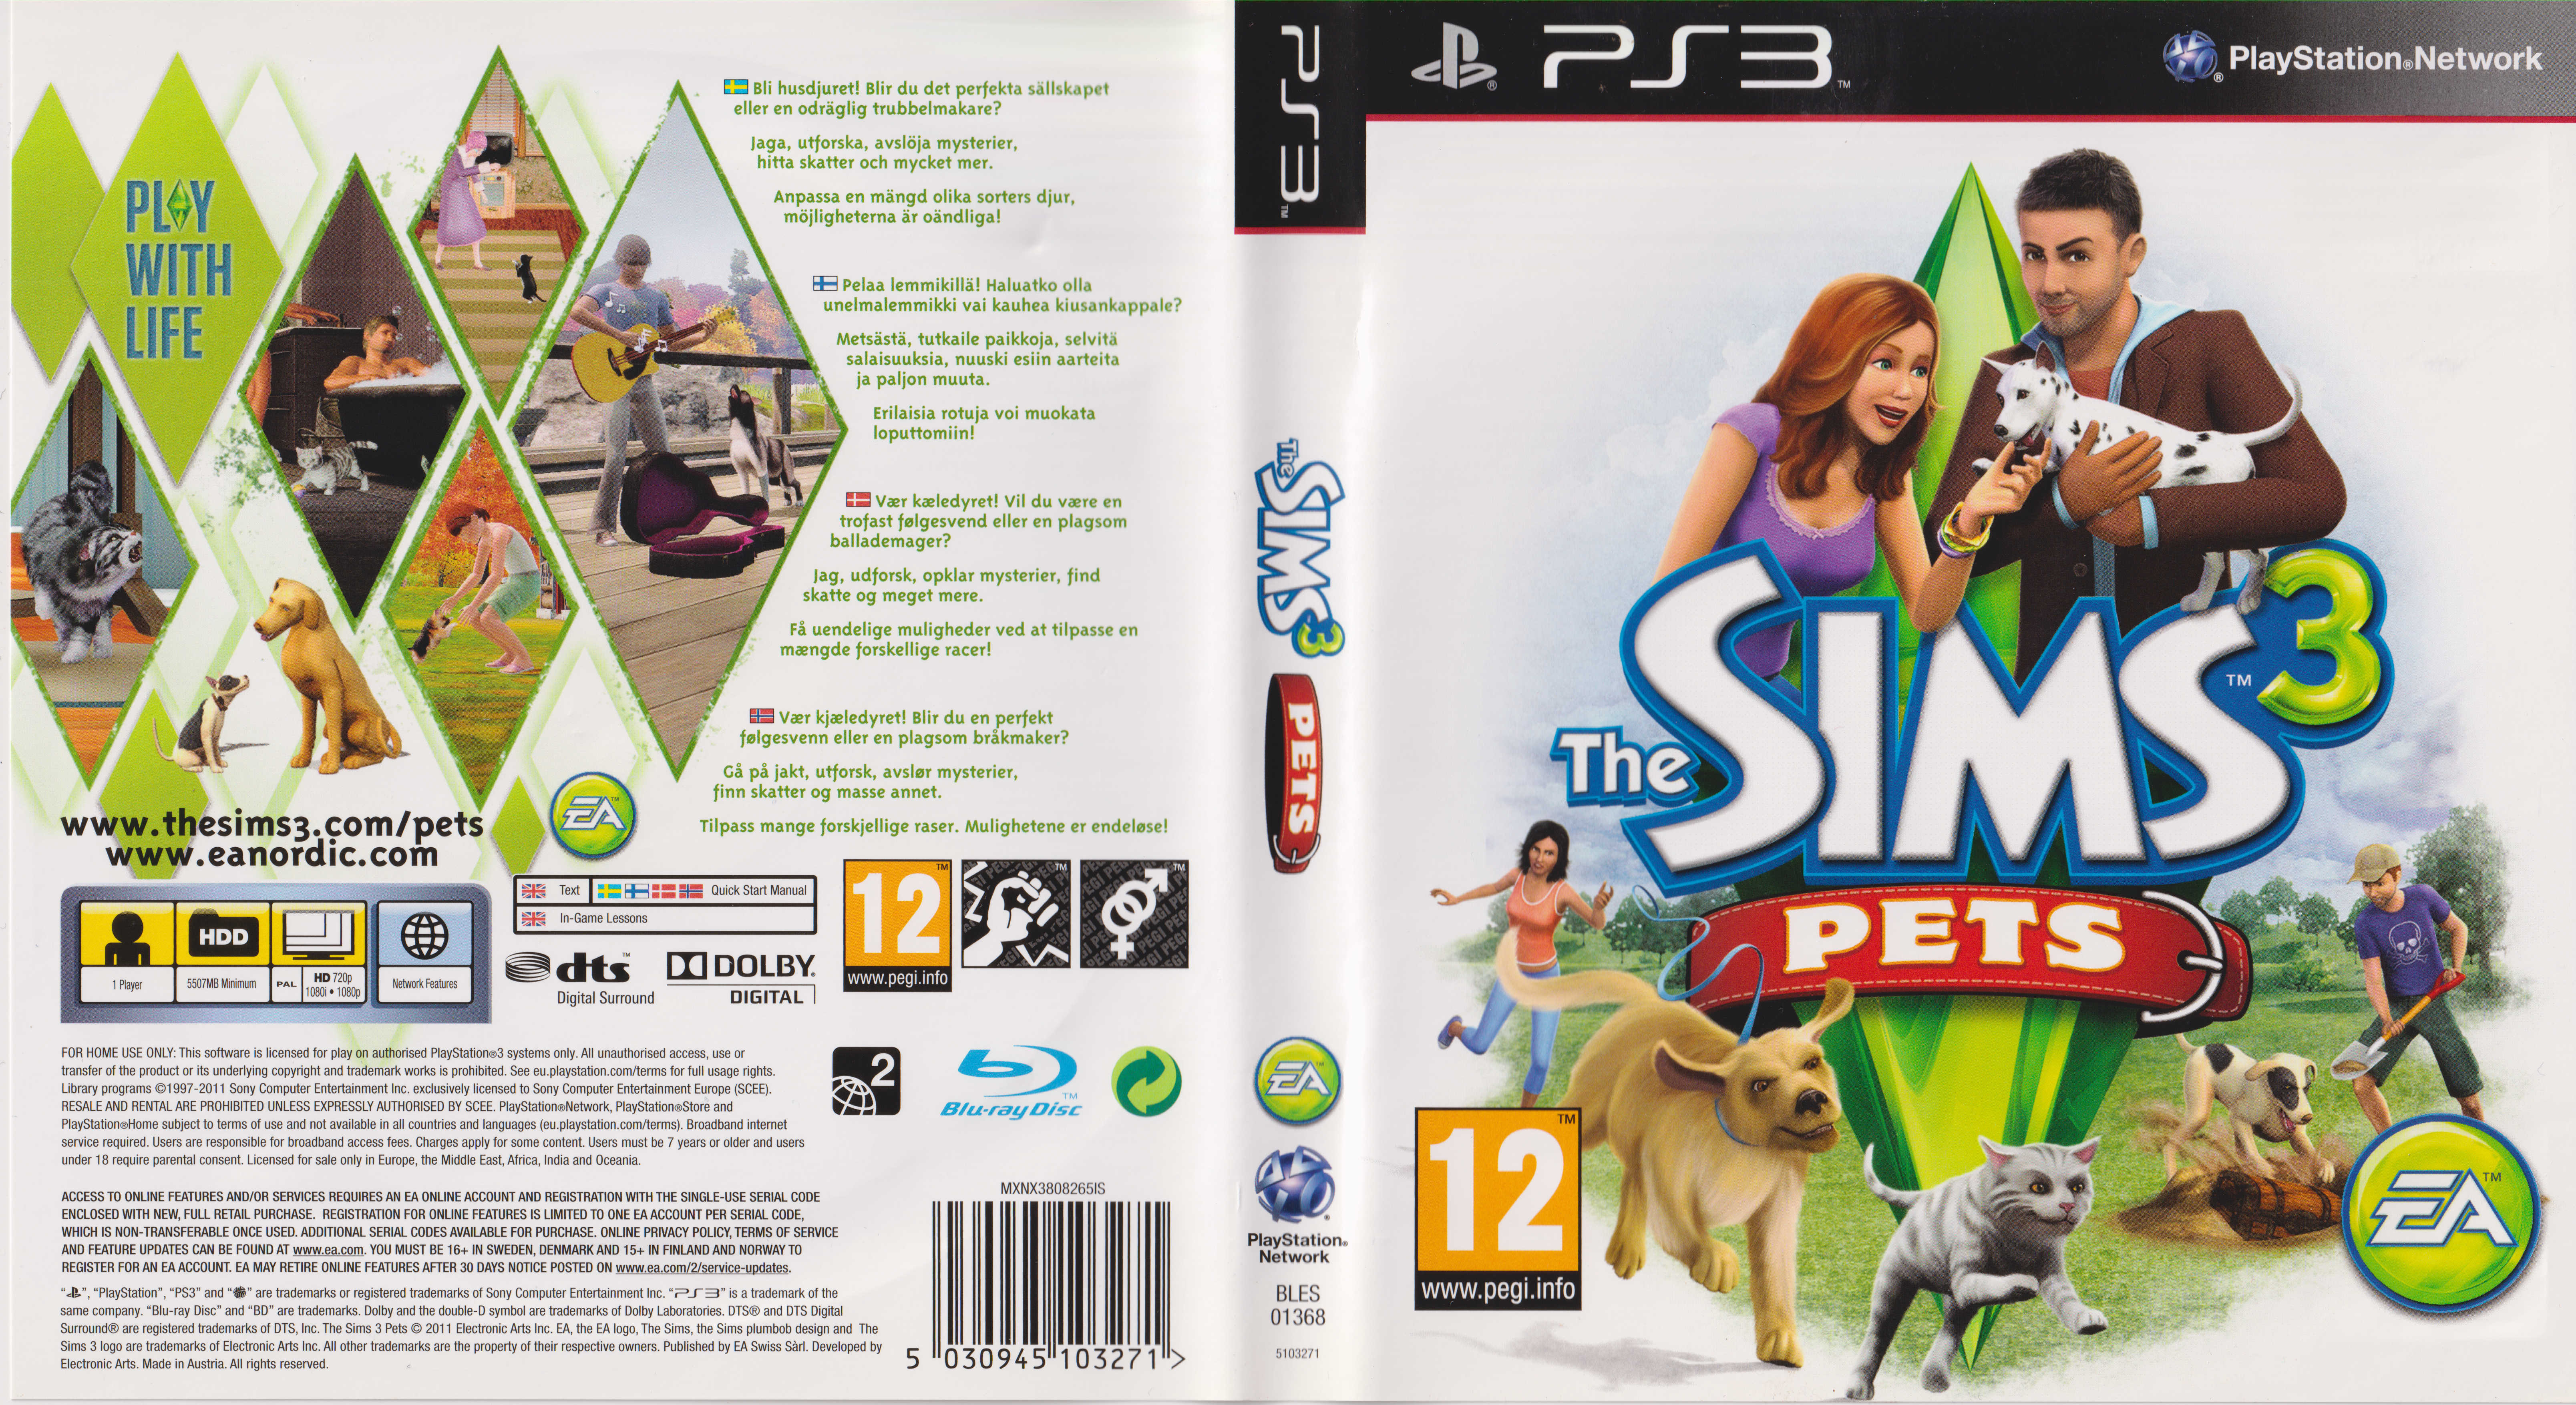 PLAY
WITH
LIFE
Bli husdjuret! Blir du det perfekta sällskapet
eller en odräglig trubbelmakare?
Jaga, utforska, avslöja mysterier,
hitta skatter och mycket mer.
Anpassa en mängd olika sorters djur,
möjligheterna är oändliga!
Pelaa lemmikillä! Haluatko olla
unelmalemmikki vai kauhea kiusankappale?
Metsästä, tutkaile paikkoja, selvitä
salaisuuksia, nuuski esiin aarteita
ja paljon muuta.
Erilaisia rotuja voi muokata
loputtomiin!
Vær kæledyret! Vil du være en
trofast følgesvend eller en plagsom
ballademager?
Jag, udforsk, opklar mysterier, find
skatte og meget mere.
Få uendelige muligheder ved at tilpasse en
mængde forskellige racer!
Vær kjæledyret! Blir du en perfekt
følgesvenn eller en plagsom bråkmaker?
Gå på jakt, utforsk, avslør mysterier,
finn skatter og masse annet.
Tilpass mange forskjellige raser. Mulighetene er endeløse!
www.thesims3.com/pets
www.eanordic.com
EA™
1 Player
HDD
5507MB Minimum
PAL
HD 720p
1080i • 1080p
Network Features
Text
Quick Start Manual
In-Game Lessons
dts™
Digital Surround
DOLBY®
DIGITAL
12™
www.pegi.info
2
Blu-ray Disc™
FOR HOME USE ONLY: This software is licensed for play on authorised PlayStation®3 systems only. All unauthorised access, use or
transfer of the product or its underlying copyright and trademark works is prohibited. See eu.playstation.com/terms for full usage rights.
Library programs ©1997-2011 Sony Computer Entertainment Inc. exclusively licensed to Sony Computer Entertainment Europe (SCEE).
RESALE AND RENTAL ARE PROHIBITED UNLESS EXPRESSLY AUTHORISED BY SCEE. PlayStation®Network, PlayStation®Store and
PlayStation®Home subject to terms of use and not available in all countries and languages (eu.playstation.com/terms). Broadband internet
service required. Users are responsible for broadband access fees. Charges apply for some content. Users must be 7 years or older and users
under 18 require parental consent. Licensed for sale only in Europe, the Middle East, Africa, India and Oceania.
ACCESS TO ONLINE FEATURES AND/OR SERVICES REQUIRES AN EA ONLINE ACCOUNT AND REGISTRATION WITH THE SINGLE-USE SERIAL CODE
ENCLOSED WITH NEW, FULL RETAIL PURCHASE. REGISTRATION FOR ONLINE FEATURES IS LIMITED TO ONE EA ACCOUNT PER SERIAL CODE,
WHICH IS NON-TRANSFERABLE ONCE USED. ADDITIONAL SERIAL CODES AVAILABLE FOR PURCHASE. ONLINE PRIVACY POLICY, TERMS OF SERVICE
AND FEATURE UPDATES CAN BE FOUND AT www.ea.com. YOU MUST BE 16+ IN SWEDEN, DENMARK AND 15+ IN FINLAND AND NORWAY TO
REGISTER FOR AN EA ACCOUNT. EA MAY RETIRE ONLINE FEATURES AFTER 30 DAYS NOTICE POSTED ON www.ea.com/2/service-updates.
“”, “PlayStation”, “PS3” and “” are trademarks or registered trademarks of Sony Computer Entertainment Inc. “PS3” is a trademark of the
same company. “Blu-ray Disc” and “BD” are trademarks. Dolby and the double-D symbol are trademarks of Dolby Laboratories. DTS® and DTS Digital
Surround® are registered trademarks of DTS, Inc. The Sims 3 Pets © 2011 Electronic Arts Inc. EA, the EA logo, The Sims, the Sims plumbob design and The
Sims 3 logo are trademarks of Electronic Arts Inc. All other trademarks are the property of their respective owners. Published by EA Swiss Sàrl. Developed by
Electronic Arts. Made in Austria. All rights reserved.
MXNX3808265IS
5 030945 103271 >
PS3™
The SIMS 3
PETS
EA™
PlayStation®
Network
BLES
01368
5103271
PS3™
PlayStation®Network
The SIMS™ 3
PETS
12™
www.pegi.info
EA™